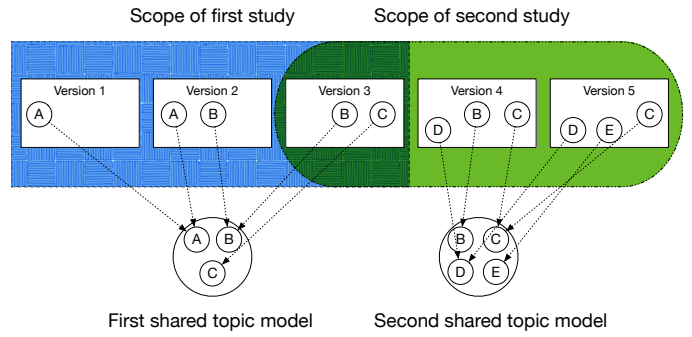 Scope of first study Scope of second study
Version 1 Version 2 Version 3 Version 4 Version 5
A A B B C B C C
D D E
A B B C
C D E
First shared topic model Second shared topic model